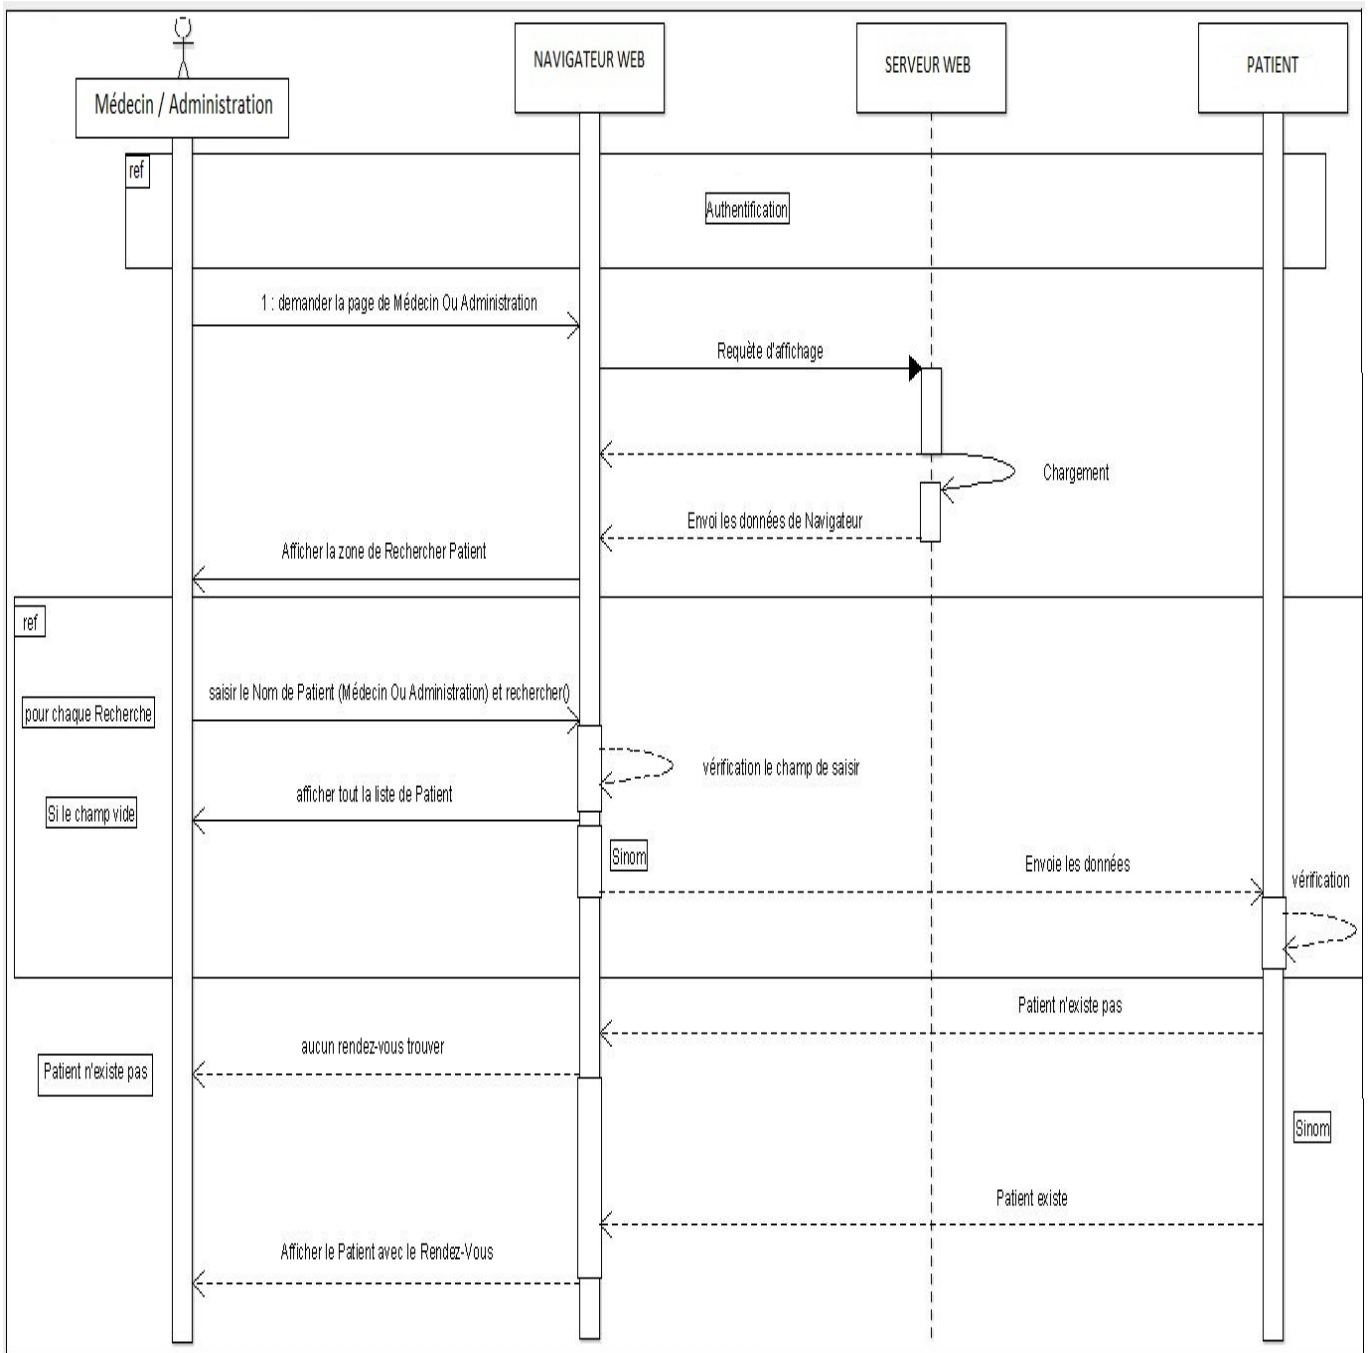 Médecin / Administration
NAVIGATEUR WEB
SERVEUR WEB
PATIENT
ref
Authentification
1 : demander la page de Médecin Ou Administration
Requète d'affichage
Chargement
Envoi les données de Navigateur
Afficher la zone de Rechercher Patient
ref
saisir le Nom de Patient (Médecin Ou Administration) et rechercher()
pour chaque Recherche
vérification le champ de saisir
afficher tout la liste de Patient
Si le champ vide
Sinom
Envoie les données
vérification
Patient n'existe pas
aucun rendez-vous trouver
Patient n'existe pas
Sinom
Patient existe
Afficher le Patient avec le Rendez-Vous